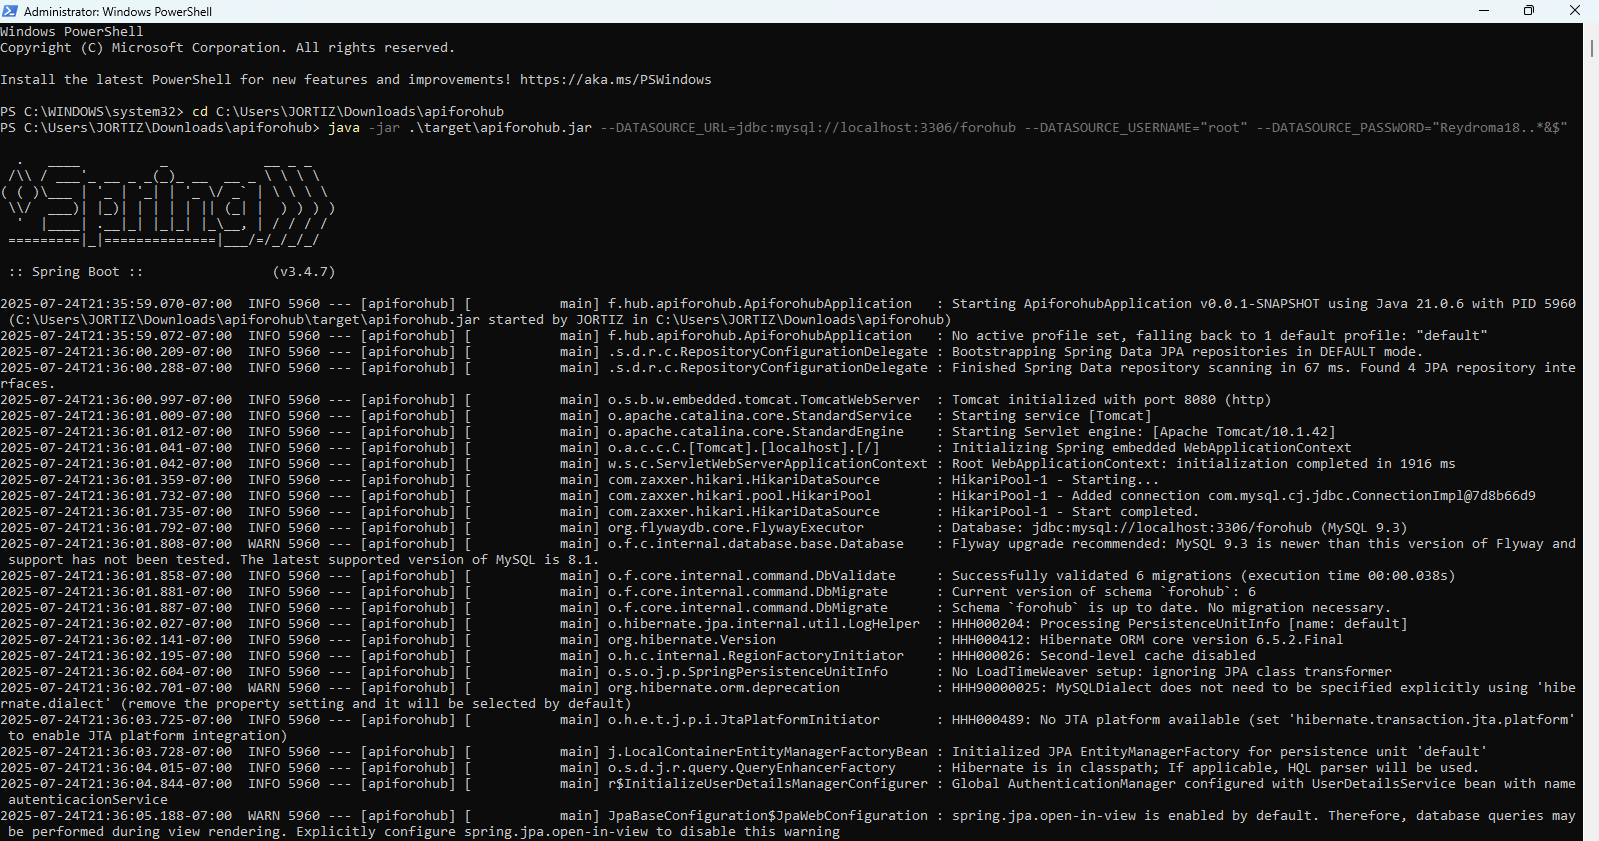 Administrator: Windows PowerShell
Windows PowerShell
Copyright (C) Microsoft Corporation. All rights reserved.
Install the latest PowerShell for new features and improvements! https://aka.ms/PSWindows
PS C:\WINDOWS\system32> cd C:\Users\JORTIZ\Downloads\apiforohub
PS C:\Users\JORTIZ\Downloads\apiforohub> java -jar .\target\apiforohub.jar --DATASOURCE_URL=jdbc:mysql://localhost:3306/forohub --DATASOURCE_USERNAME="root" --DATASOURCE_PASSWORD="Reydroma18..*&$"
Spring
:: Spring Boot ::                (v3.4.7)
2025-07-24T21:35:59.070-07:00  INFO 5960 --- [apiforohub] [           main] f.hub.apiforohub.ApiforohubApplication   : Starting ApiforohubApplication v0.0.1-SNAPSHOT using Java 21.0.6 with PID 5960
(C:\Users\JORTIZ\Downloads\apiforohub\target\apiforohub.jar started by JORTIZ in C:\Users\JORTIZ\Downloads\apiforohub)
2025-07-24T21:35:59.072-07:00  INFO 5960 --- [apiforohub] [           main] f.hub.apiforohub.ApiforohubApplication   : No active profile set, falling back to 1 default profile: "default"
2025-07-24T21:36:00.209-07:00  INFO 5960 --- [apiforohub] [           main] .s.d.r.c.RepositoryConfigurationDelegate : Bootstrapping Spring Data JPA repositories in DEFAULT mode.
2025-07-24T21:36:00.288-07:00  INFO 5960 --- [apiforohub] [           main] .s.d.r.c.RepositoryConfigurationDelegate : Finished Spring Data repository scanning in 67 ms. Found 4 JPA repository inte
rfaces.
2025-07-24T21:36:00.997-07:00  INFO 5960 --- [apiforohub] [           main] o.s.b.w.embedded.tomcat.TomcatWebServer  : Tomcat initialized with port 8080 (http)
2025-07-24T21:36:01.009-07:00  INFO 5960 --- [apiforohub] [           main] o.apache.catalina.core.StandardService   : Starting service [Tomcat]
2025-07-24T21:36:01.012-07:00  INFO 5960 --- [apiforohub] [           main] o.apache.catalina.core.StandardEngine    : Starting Servlet engine: [Apache Tomcat/10.1.42]
2025-07-24T21:36:01.041-07:00  INFO 5960 --- [apiforohub] [           main] o.a.c.c.C.[Tomcat].[localhost].[/]       : Initializing Spring embedded WebApplicationContext
2025-07-24T21:36:01.042-07:00  INFO 5960 --- [apiforohub] [           main] w.s.c.ServletWebServerApplicationContext : Root WebApplicationContext: initialization completed in 1916 ms
2025-07-24T21:36:01.359-07:00  INFO 5960 --- [apiforohub] [           main] com.zaxxer.hikari.HikariDataSource       : HikariPool-1 - Starting...
2025-07-24T21:36:01.732-07:00  INFO 5960 --- [apiforohub] [           main] com.zaxxer.hikari.pool.HikariPool        : HikariPool-1 - Added connection com.mysql.cj.jdbc.ConnectionImpl@7d8b66d9
2025-07-24T21:36:01.735-07:00  INFO 5960 --- [apiforohub] [           main] com.zaxxer.hikari.HikariDataSource       : HikariPool-1 - Start completed.
2025-07-24T21:36:01.792-07:00  INFO 5960 --- [apiforohub] [           main] org.flywaydb.core.FlywayExecutor         : Database: jdbc:mysql://localhost:3306/forohub (MySQL 9.3)
2025-07-24T21:36:01.808-07:00  WARN 5960 --- [apiforohub] [           main] o.f.c.internal.database.base.Database    : Flyway upgrade recommended: MySQL 9.3 is newer than this version of Flyway and
support has not been tested. The latest supported version of MySQL is 8.1.
2025-07-24T21:36:01.858-07:00  INFO 5960 --- [apiforohub] [           main] o.f.core.internal.command.DbValidate     : Successfully validated 6 migrations (execution time 00:00.038s)
2025-07-24T21:36:01.881-07:00  INFO 5960 --- [apiforohub] [           main] o.f.core.internal.command.DbMigrate      : Current version of schema `forohub`: 6
2025-07-24T21:36:01.887-07:00  INFO 5960 --- [apiforohub] [           main] o.f.core.internal.command.DbMigrate      : Schema `forohub` is up to date. No migration necessary.
2025-07-24T21:36:02.027-07:00  INFO 5960 --- [apiforohub] [           main] o.hibernate.jpa.internal.util.LogHelper  : HHH000204: Processing PersistenceUnitInfo [name: default]
2025-07-24T21:36:02.141-07:00  INFO 5960 --- [apiforohub] [           main] org.hibernate.Version                    : HHH000412: Hibernate ORM core version 6.5.2.Final
2025-07-24T21:36:02.195-07:00  INFO 5960 --- [apiforohub] [           main] o.h.c.internal.RegionFactoryInitiator    : HHH000026: Second-level cache disabled
2025-07-24T21:36:02.604-07:00  INFO 5960 --- [apiforohub] [           main] o.s.o.j.p.SpringPersistenceUnitInfo      : No LoadTimeWeaver setup: ignoring JPA class transformer
2025-07-24T21:36:02.701-07:00  WARN 5960 --- [apiforohub] [           main] org.hibernate.orm.deprecation            : HHH90000025: MySQLDialect does not need to be specified explicitly using 'hibe
rnate.dialect' (remove the property setting and it will be selected by default)
2025-07-24T21:36:03.725-07:00  INFO 5960 --- [apiforohub] [           main] o.h.e.t.j.p.i.JtaPlatformInitiator       : HHH000489: No JTA platform available (set 'hibernate.transaction.jta.platform'
to enable JTA platform integration)
2025-07-24T21:36:03.728-07:00  INFO 5960 --- [apiforohub] [           main] j.LocalContainerEntityManagerFactoryBean : Initialized JPA EntityManagerFactory for persistence unit 'default'
2025-07-24T21:36:04.015-07:00  INFO 5960 --- [apiforohub] [           main] o.s.d.j.r.query.QueryEnhancerFactory     : Hibernate is in classpath; If applicable, HQL parser will be used.
2025-07-24T21:36:04.844-07:00  INFO 5960 --- [apiforohub] [           main] r$InitializeUserDetailsManagerConfigurer : Global AuthenticationManager configured with UserDetailsService bean with name
autenticacionService
2025-07-24T21:36:05.188-07:00  WARN 5960 --- [apiforohub] [           main] JpaBaseConfiguration$JpaWebConfiguration : spring.jpa.open-in-view is enabled by default. Therefore, database queries may
be performed during view rendering. Explicitly configure spring.jpa.open-in-view to disable this warning